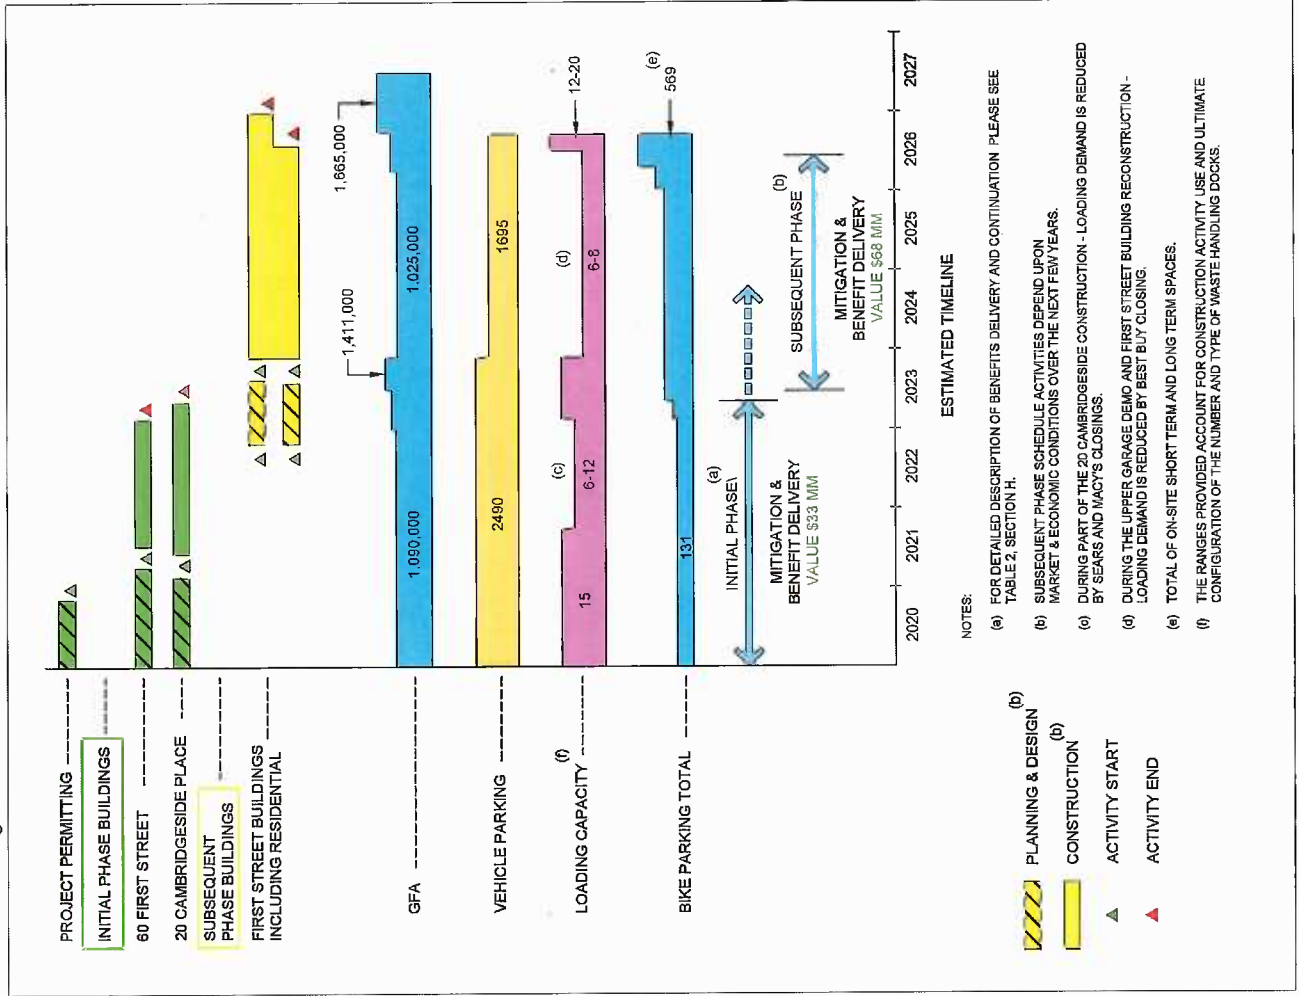 PROJECT PERMITTING
INITIAL PHASE BUILDINGS
60 FIRST STREET
20 CAMBRIDGESIDE PLACE
SUBSEQUENT
PHASE BUILDINGS
FIRST STREET BUILDINGS
INCLUDING RESIDENTIAL
GFA
1,090,000
1,411,000
1,025,000
1,665,000
VEHICLE PARKING
2490
1695
LOADING CAPACITY (f)
15
(c)
6-12
(d)
6-8
12-20
BIKE PARKING TOTAL
131
(e)
569
INITIAL PHASE\ (a)
MITIGATION &
BENEFIT DELIVERY
VALUE $33 MM
SUBSEQUENT PHASE (b)
MITIGATION &
BENEFIT DELIVERY
VALUE $68 MM
2020 2021 2022 2023 2024 2025 2026 2027
ESTIMATED TIMELINE
PLANNING & DESIGN (b)
CONSTRUCTION (b)
ACTIVITY START
ACTIVITY END
NOTES:
(a) FOR DETAILED DESCRIPTION OF BENEFITS DELIVERY AND CONTINUATION PLEASE SEE
TABLE 2, SECTION H.
(b) SUBSEQUENT PHASE SCHEDULE ACTIVITIES DEPEND UPON
MARKET & ECONOMIC CONDITIONS OVER THE NEXT FEW YEARS.
(c) DURING PART OF THE 20 CAMBRIDGESIDE CONSTRUCTION - LOADING DEMAND IS REDUCED
BY SEARS AND MACY'S CLOSINGS.
(d) DURING THE UPPER GARAGE DEMO AND FIRST STREET BUILDING RECONSTRUCTION -
LOADING DEMAND IS REDUCED BY BEST BUY CLOSING.
(e) TOTAL OF ON-SITE SHORT TERM AND LONG TERM SPACES.
(f) THE RANGES PROVIDED ACCOUNT FOR CONSTRUCTION ACTIVITY USE AND ULTIMATE
CONFIGURATION OF THE NUMBER AND TYPE OF WASTE HANDLING DOCKS.